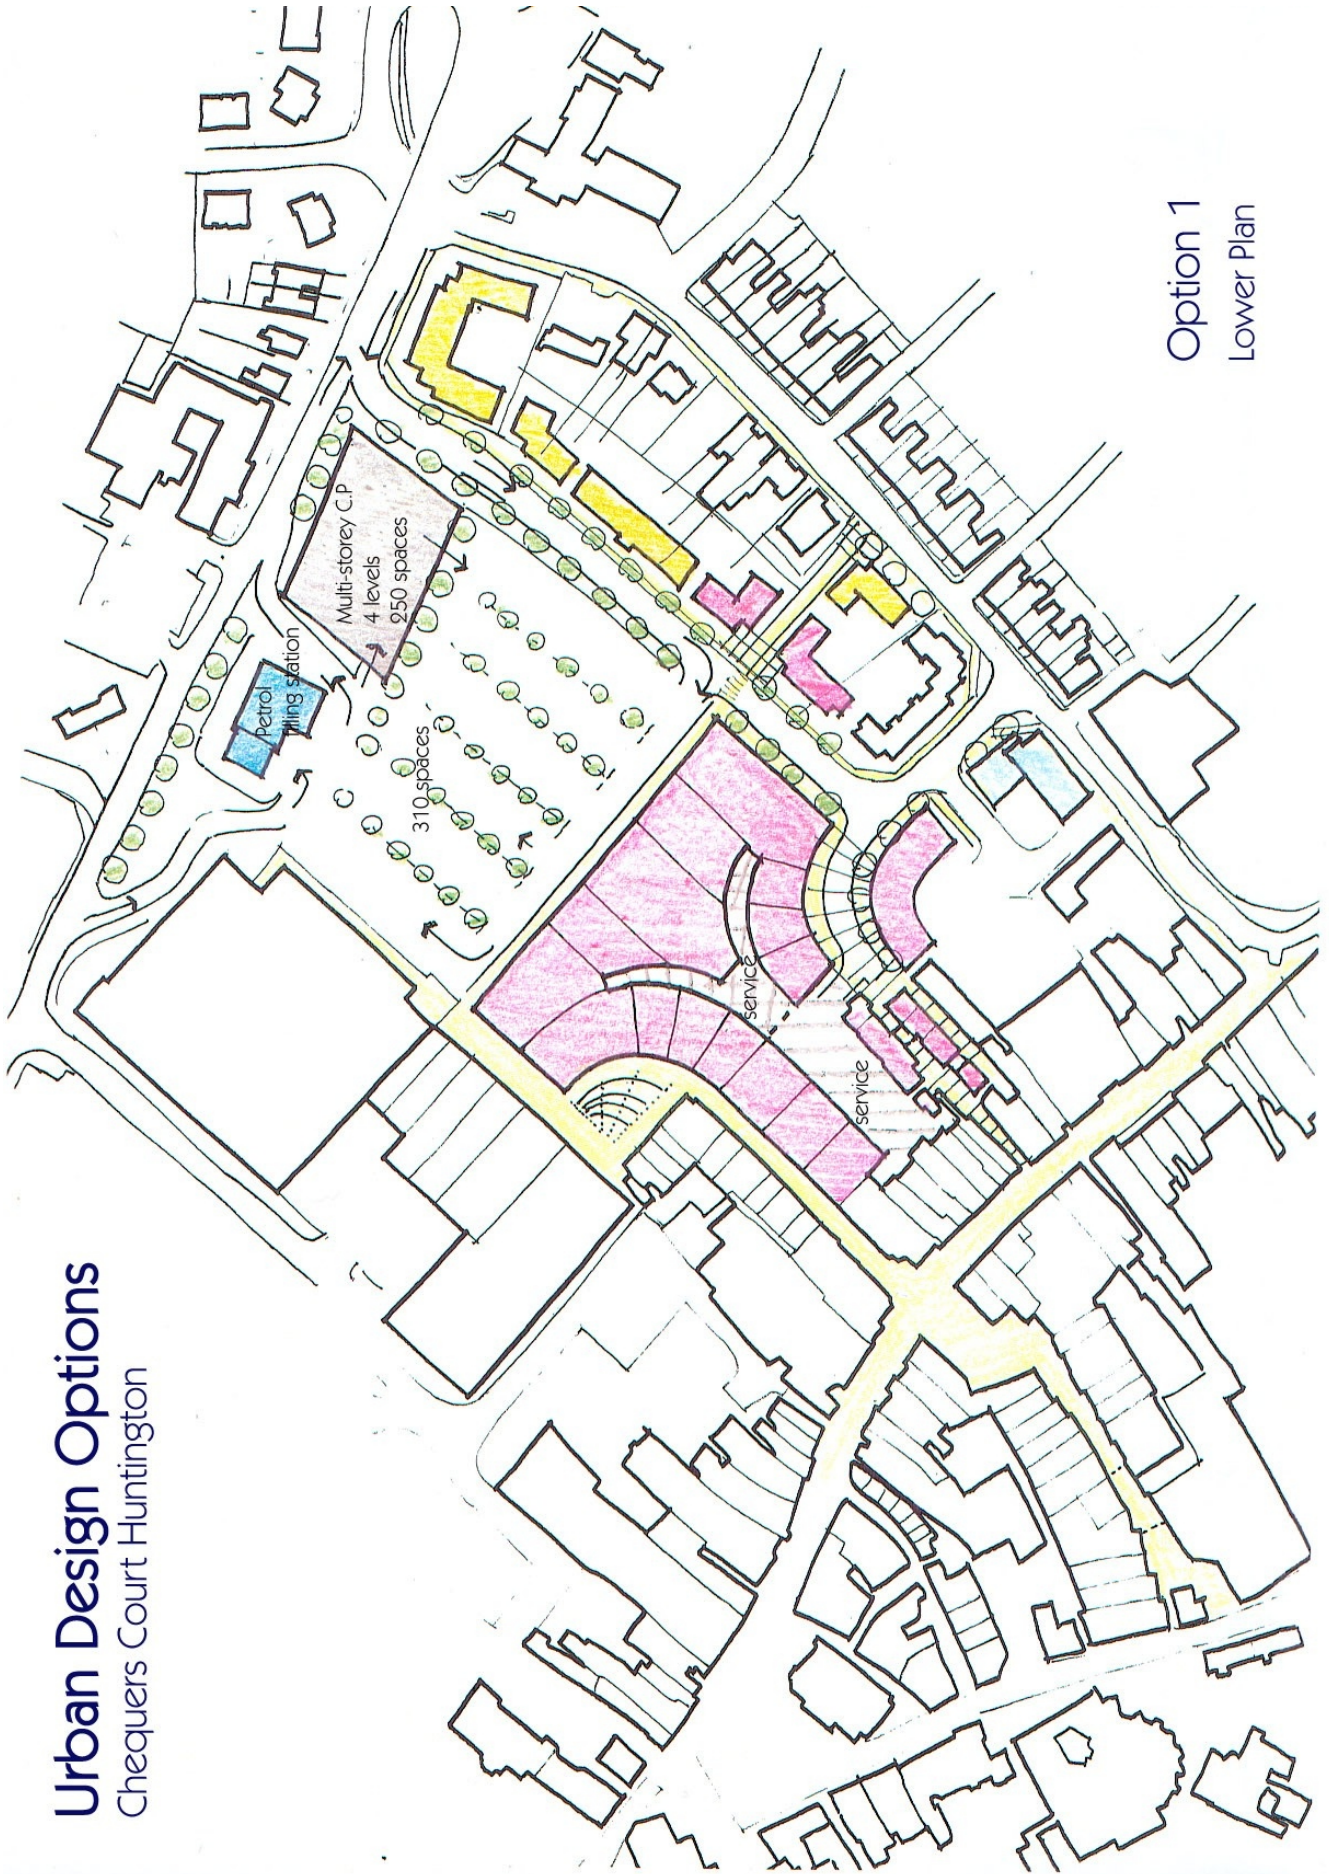 Urban Design Options
Chequers Court Huntington
Multi-storey C.P
4 levels
250 spaces
Petrol
filling station
310 spaces
service
service
Option 1
Lower Plan